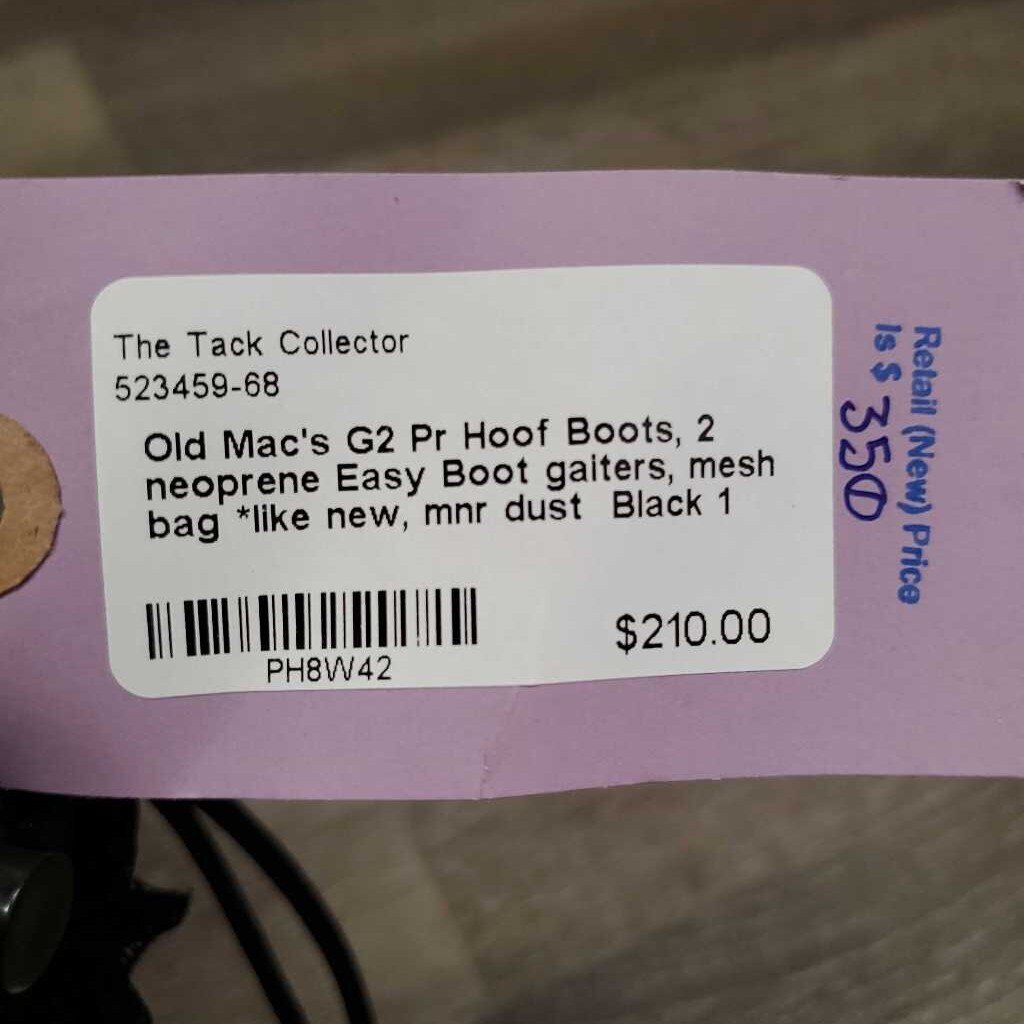 The Tack Collector
523459-68
Old Mac's G2 Pr Hoof Boots, 2
neoprene Easy Boot gaiters, mesh
bag *like new, mnr dust Black 1
PH8W42
$210.00
Retail (New) Price
Is $ 350